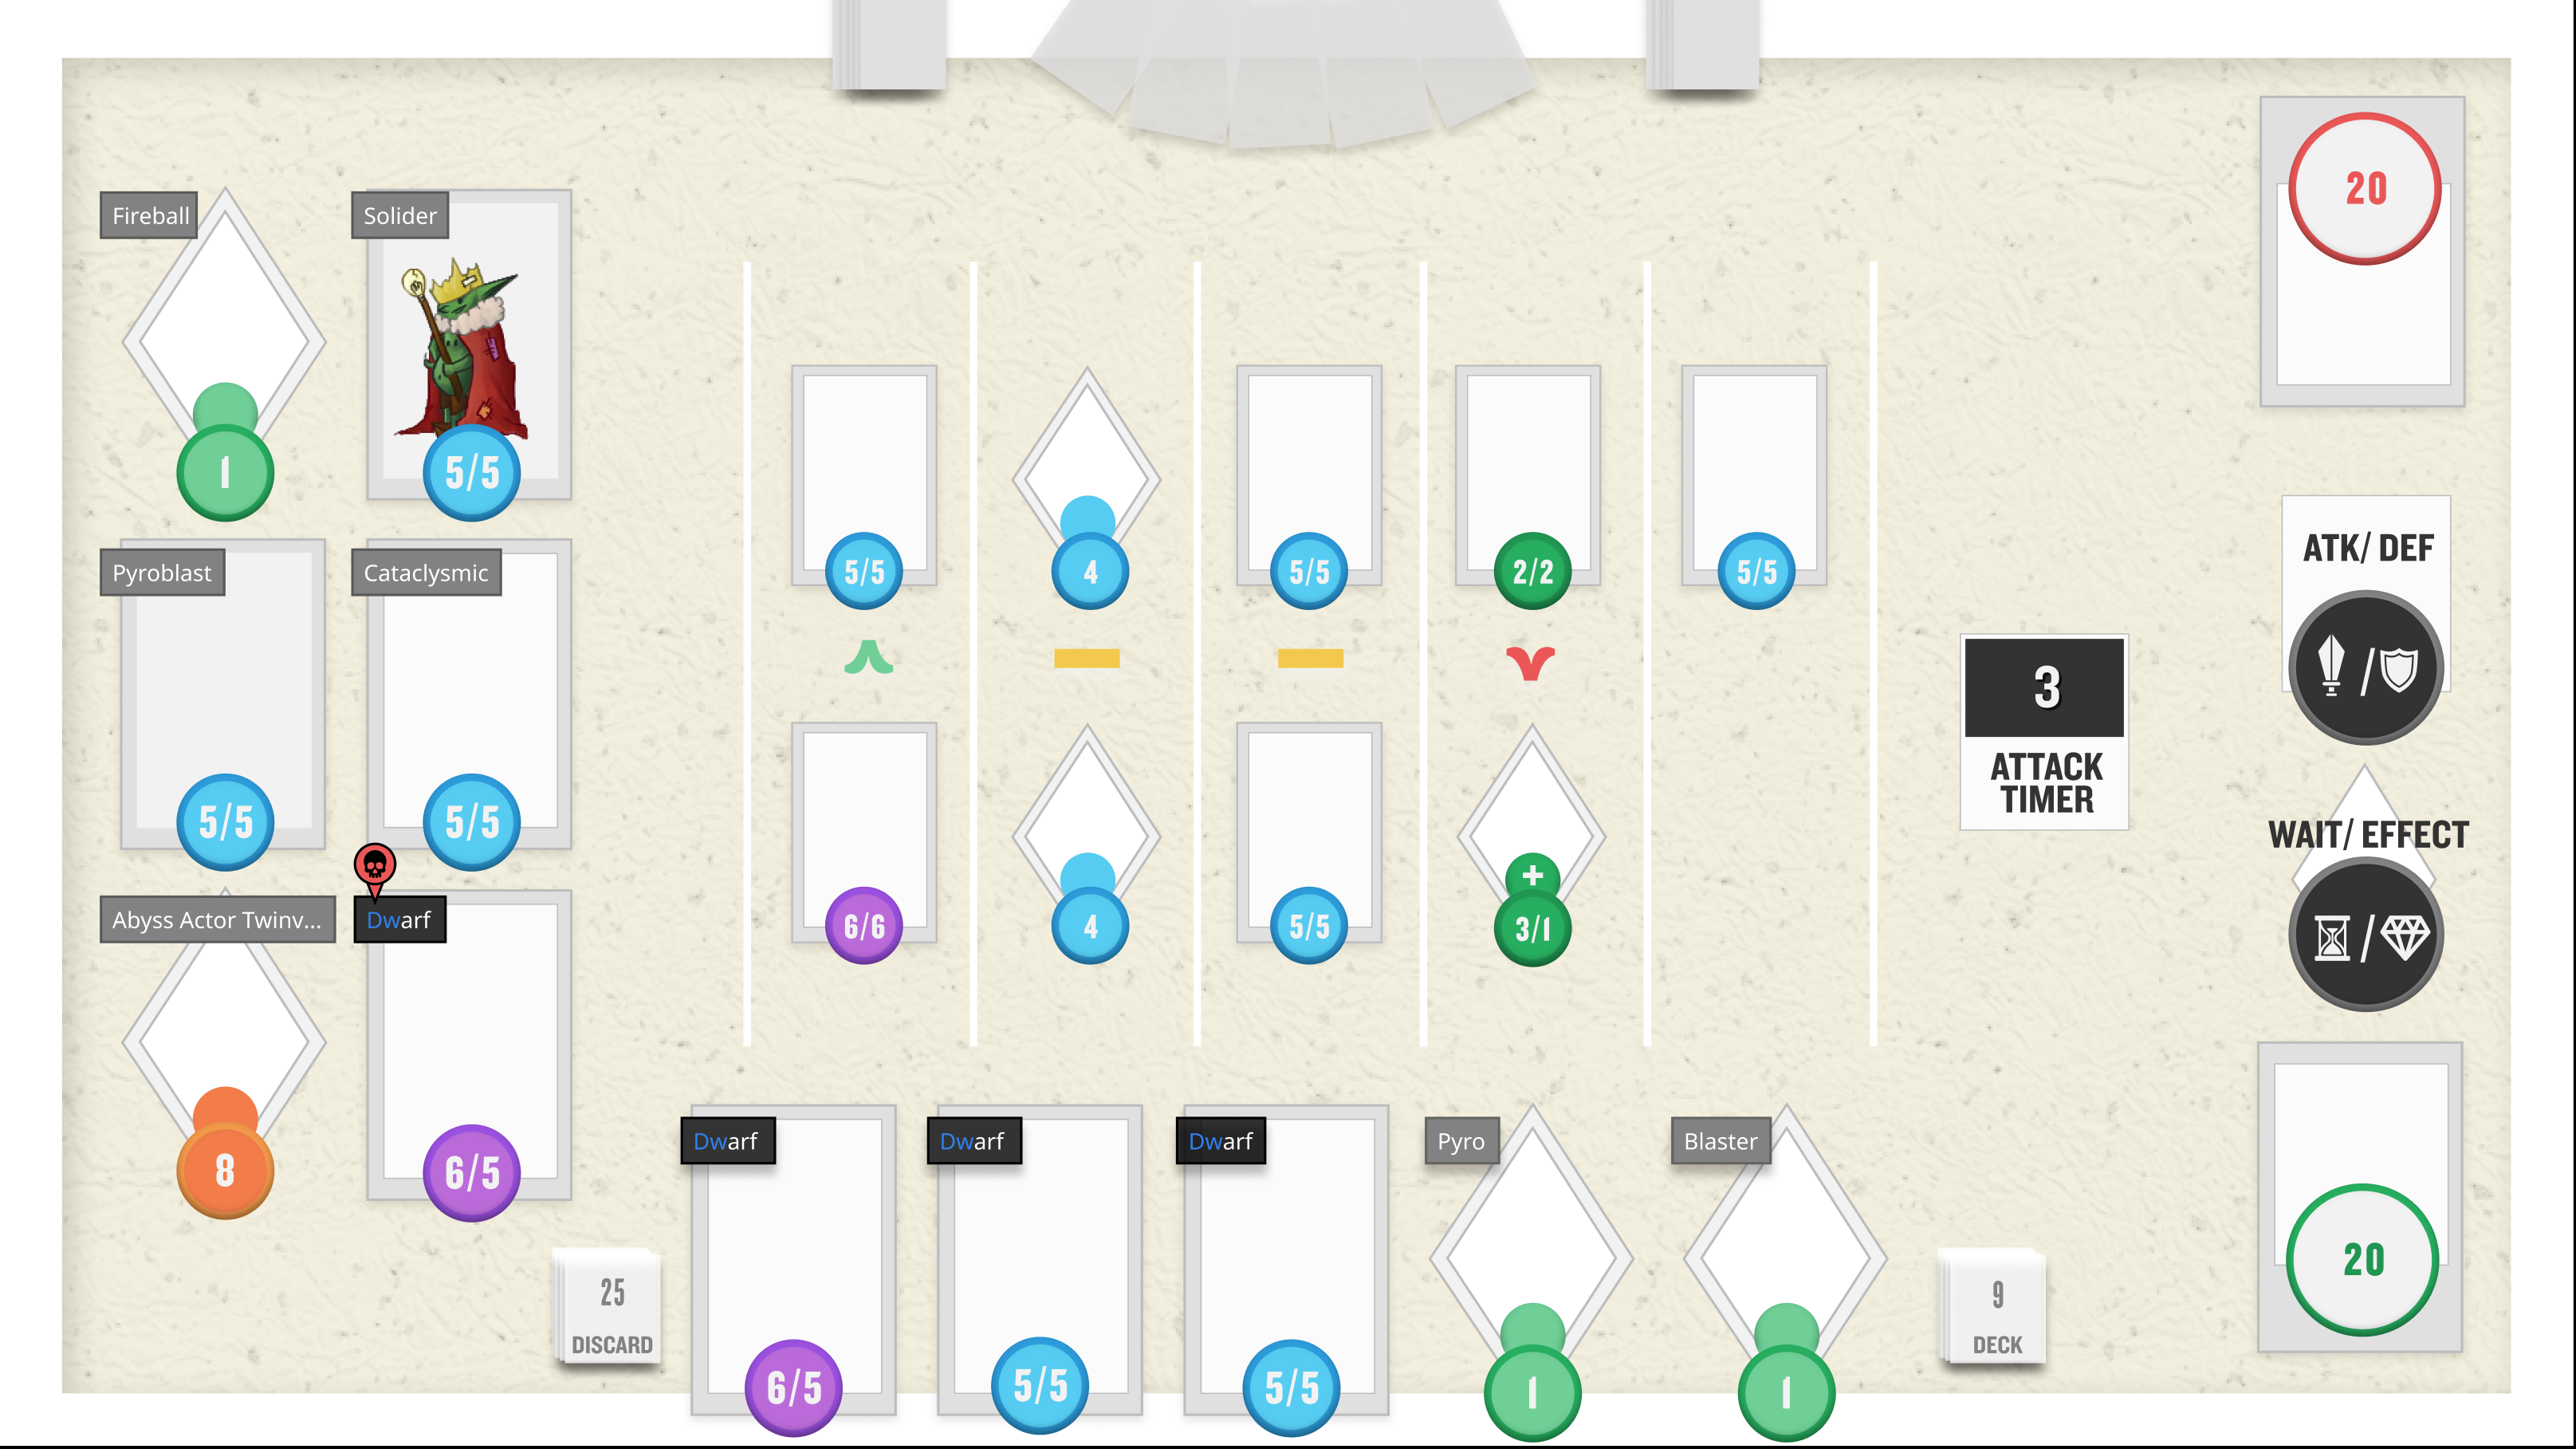 Fireball
Solider
1
5/5
Pyroblast
Cataclysmic
5/5
5/5
Abyss Actor Twinv...
Dwarf
8
6/5
25
DISCARD
5/5
4
5/5
2/2
5/5
6/6
4
5/5
+
3/1
3
ATTACK
TIMER
20
ATK/ DEF
/
WAIT/ EFFECT
/
20
Dwarf
Dwarf
Dwarf
Pyro
Blaster
6/5
5/5
5/5
1
1
9
DECK